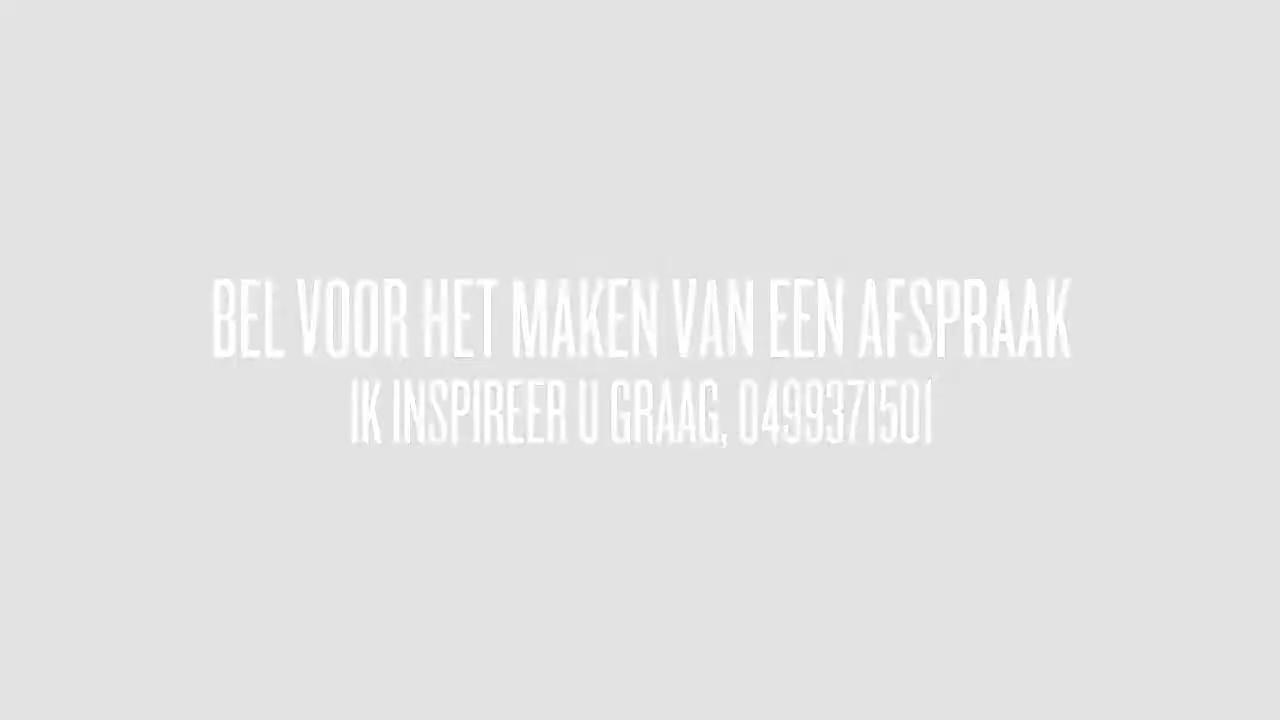 BEL VOOR HET MAKEN VAN EEN AFSPRAAK
IK INSPIREER U GRAAG, 0499371501